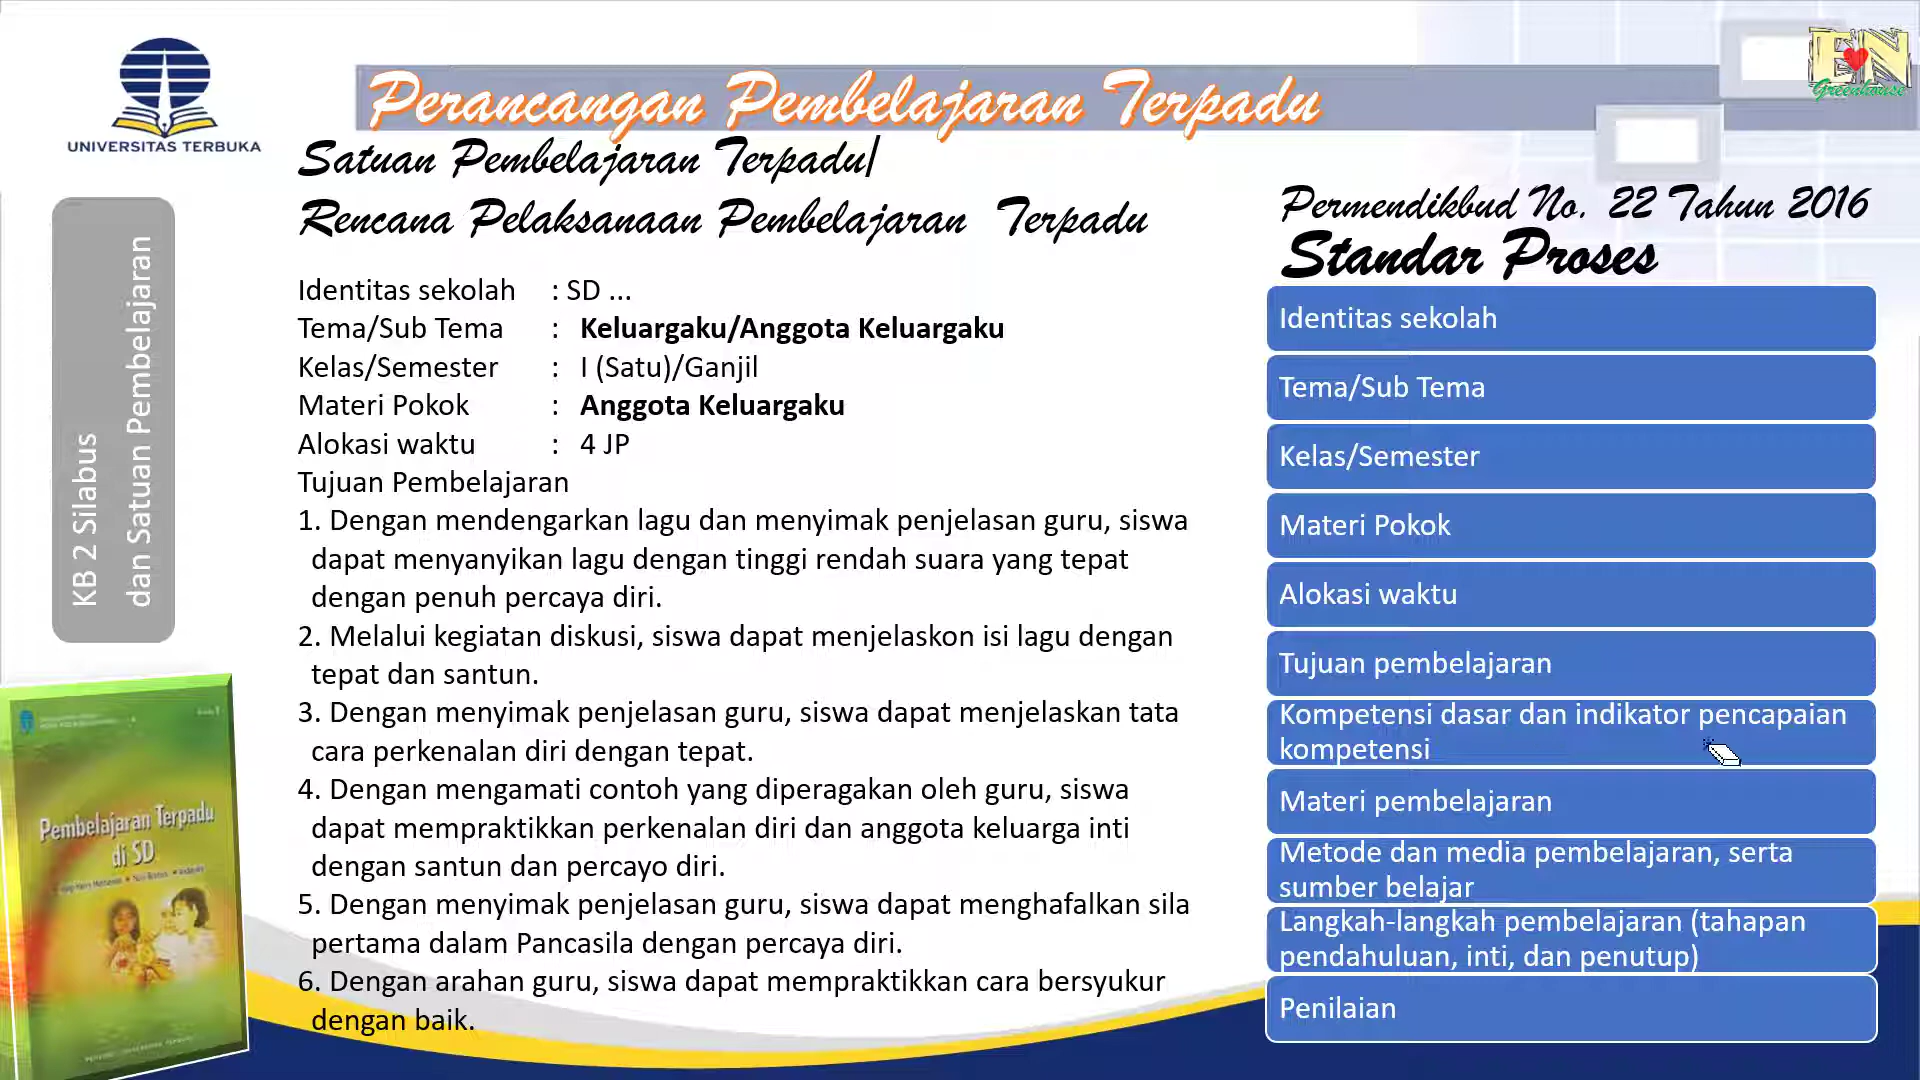 UNIVERSITAS TERBUKA
EN
Greenhouse
Perancangan Pembelajaran Terpadu
Satuan Pembelajaran Terpadu/
Rencana Pelaksanaan Pembelajaran Terpadu
KB 2 Silabus
dan Satuan Pembelajaran
Identitas sekolah : SD ...
Tema/Sub Tema : Keluargaku/Anggota Keluargaku
Kelas/Semester : I (Satu)/Ganjil
Materi Pokok : Anggota Keluargaku
Alokasi waktu : 4 JP
Tujuan Pembelajaran
1. Dengan mendengarkan lagu dan menyimak penjelasan guru, siswa
dapat menyanyikan lagu dengan tinggi rendah suara yang tepat
dengan penuh percaya diri.
2. Melalui kegiatan diskusi, siswa dapat menjelaskon isi lagu dengan
tepat dan santun.
3. Dengan menyimak penjelasan guru, siswa dapat menjelaskan tata
cara perkenalan diri dengan tepat.
4. Dengan mengamati contoh yang diperagakan oleh guru, siswa
dapat mempraktikkan perkenalan diri dan anggota keluarga inti
dengan santun dan percayo diri.
5. Dengan menyimak penjelasan guru, siswa dapat menghafalkan sila
pertama dalam Pancasila dengan percaya diri.
6. Dengan arahan guru, siswa dapat mempraktikkan cara bersyukur
dengan baik.
Permendikbud No. 22 Tahun 2016
Standar Proses
Identitas sekolah
Tema/Sub Tema
Kelas/Semester
Materi Pokok
Alokasi waktu
Tujuan pembelajaran
Kompetensi dasar dan indikator pencapaian
kompetensi
Materi pembelajaran
Metode dan media pembelajaran, serta
sumber belajar
Langkah-langkah pembelajaran (tahapan
pendahuluan, inti, dan penutup)
Penilaian
Pembelajaran Terpadu
di SD